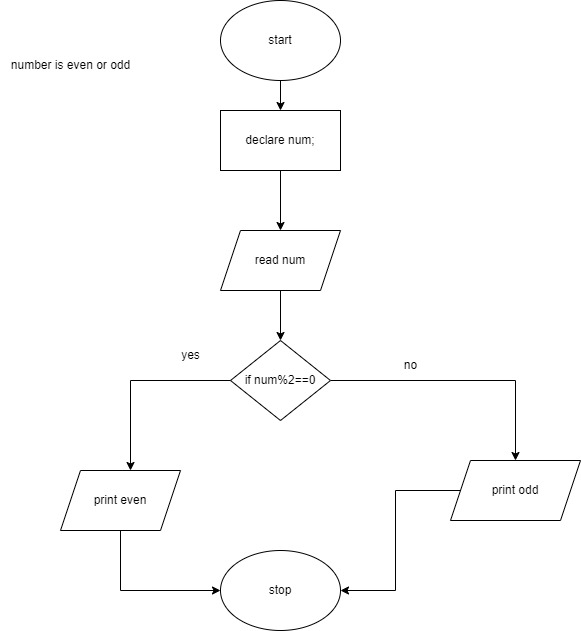 start
number is even or odd
declare num;
read num
yes
no
if num%2==0
print even
print odd
stop